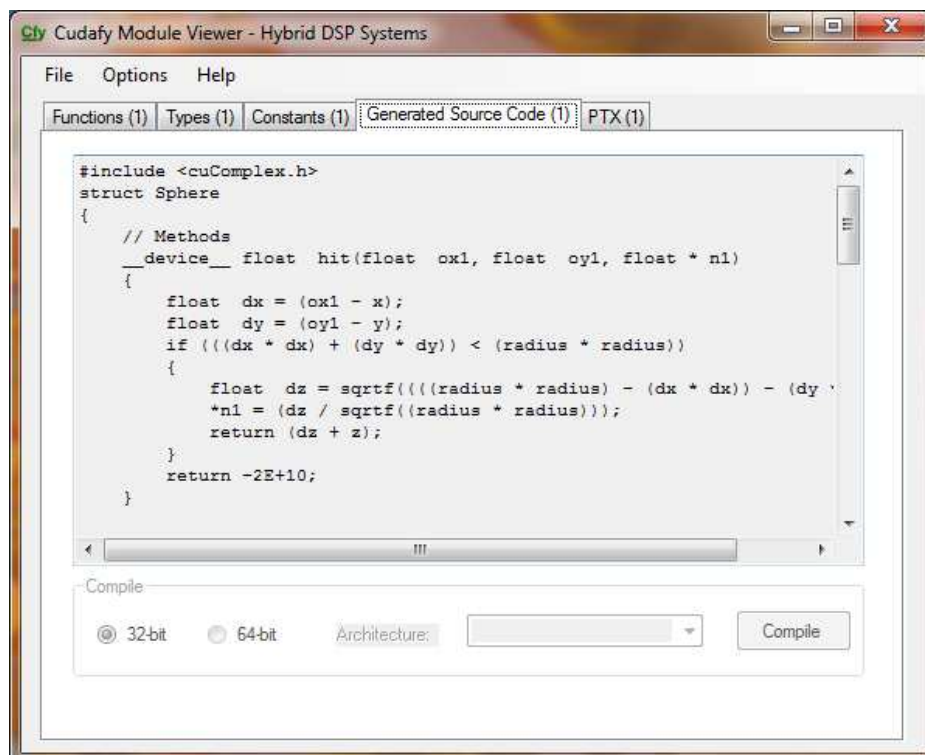 Cfy Cudafy Module Viewer - Hybrid DSP Systems
File Options Help
Functions (1) Types (1) Constants (1) Generated Source Code (1) PTX (1)
#include <cuComplex.h>
struct Sphere
{
    // Methods
    __device__ float  hit(float  ox1, float  oy1, float * n1)
    {
        float  dx = (ox1 - x);
        float  dy = (oy1 - y);
        if (((dx * dx) + (dy * dy)) < (radius * radius))
        {
            float  dz = sqrtf((((radius * radius) - (dx * dx)) - (dy
            *n1 = (dz / sqrtf((radius * radius)));
            return (dz + z);
        }
        return -2E+10;
    }
Compile
32-bit 64-bit Architecture: Compile